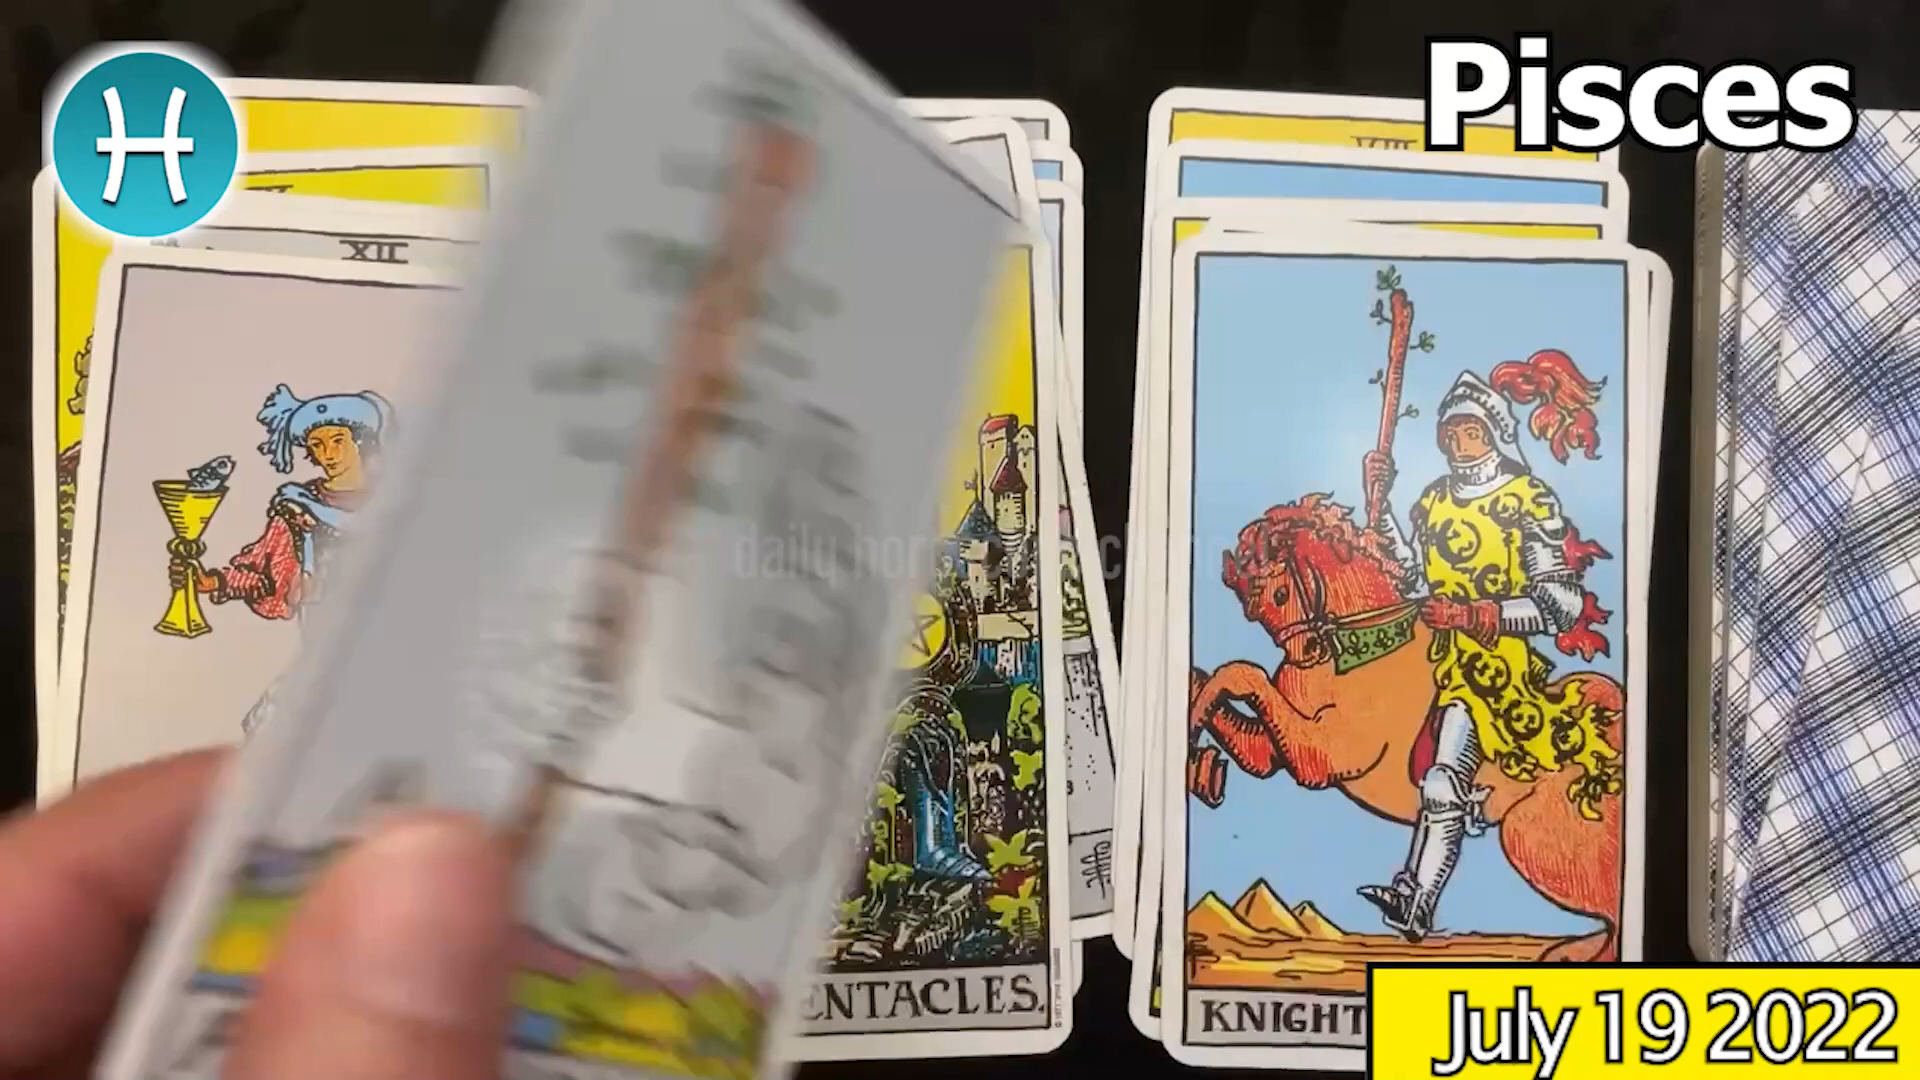 Pisces
XII
ENTACLES.
KNIGHT
July 19 2022